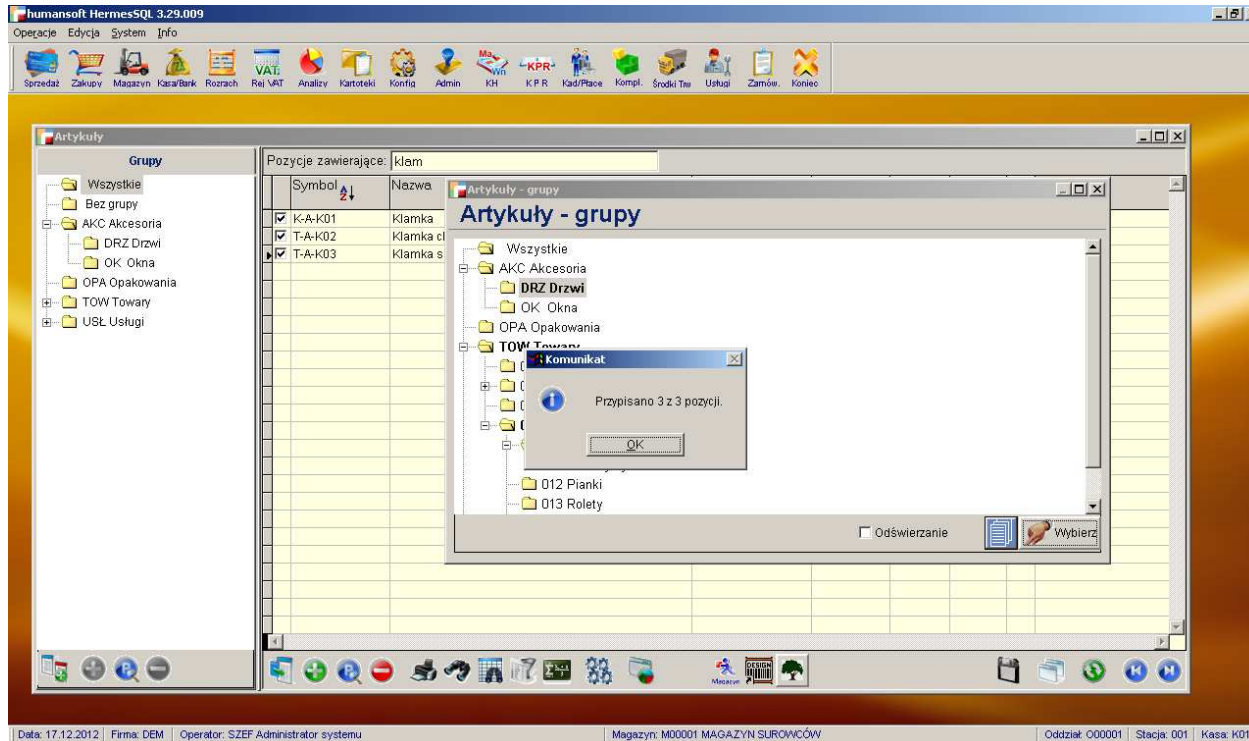 humansoft HermesSQL 3.29.009
Operacje Edycja System Info
Sprzedaż Zakupy Magazyn Kasa/Bank Rozrach Rej VAT Analizy Kartoteki Konfig Admin KH KPR Kad/Płace Kompl. Środki Trw Usługi Zamów. Koniec
Artykuły
Grupy
Pozycje zawierające: klam
Wszystkie
Bez grupy
AKC Akcesoria
DRZ Drzwi
OK Okna
OPA Opakowania
TOW Towary
USŁ Usługi
Symbol Nazwa
K-A-K01 Klamka
T-A-K02 Klamka cl
T-A-K03 Klamka s
Artykuły - grupy
Artykuły - grupy
Wszystkie
AKC Akcesoria
DRZ Drzwi
OK Okna
OPA Opakowania
TOW Towary
Komunikat
Przypisano 3 z 3 pozycji.
OK
012 Pianki
013 Rolety
Odświerzanie Wybierz
Magazyn DESIGN
Data: 17.12.2012 Firma: DEM Operator: SZEF Administrator systemu Magazyn: M00001 MAGAZYN SUROWCÓW Oddział: O00001 Stacja: 001 Kasa: K01